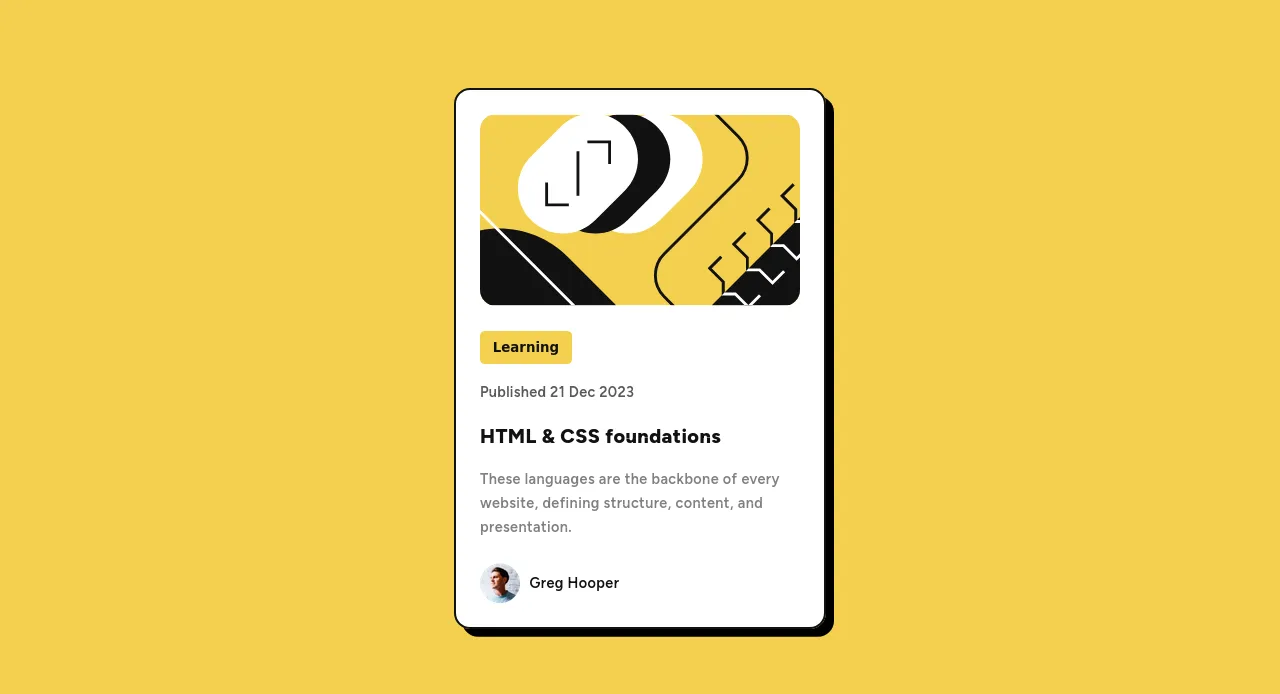 Learning
Published 21 Dec 2023
HTML & CSS foundations
These languages are the backbone of every
website, defining structure, content, and
presentation.
Greg Hooper